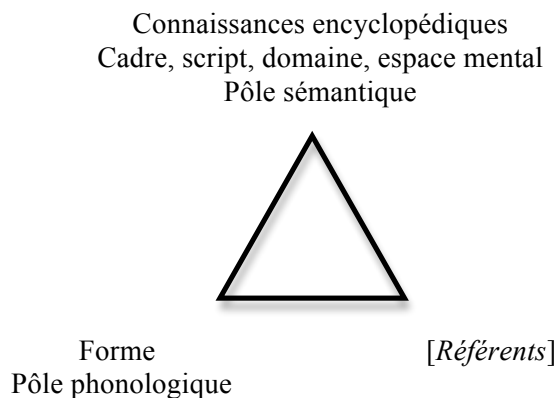 Connaissances encyclopédiques
Cadre, script, domaine, espace mental
Pôle sémantique
Forme
[Référents]
Pôle phonologique